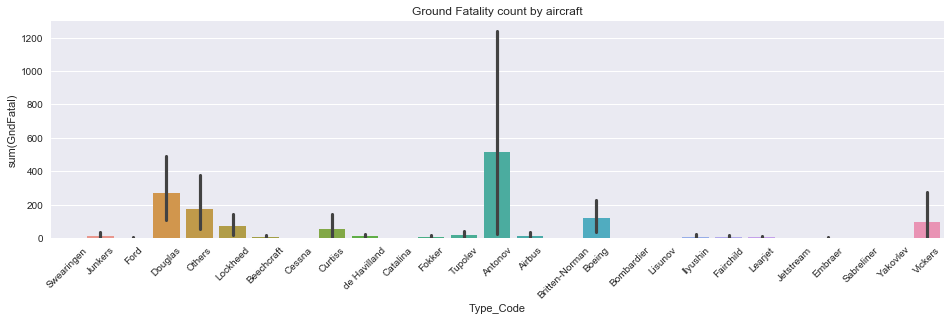 Ground Fatality count by aircraft
1200
1000
800
600
400
200
0
sum(GndFatal)
Swearingen
Junkers
Ford
Douglas
Others
Lockheed
Beechcraft
Cessna
Curtiss
de Havilland
Catalina
Fokker
Tupolev
Antonov
Airbus
Britten-Norman
Boeing
Bombardier
Lisunov
Ilyushin
Fairchild
Learjet
Jetstream
Embraer
Sabreliner
Yakovlev
Vickers
Type_Code